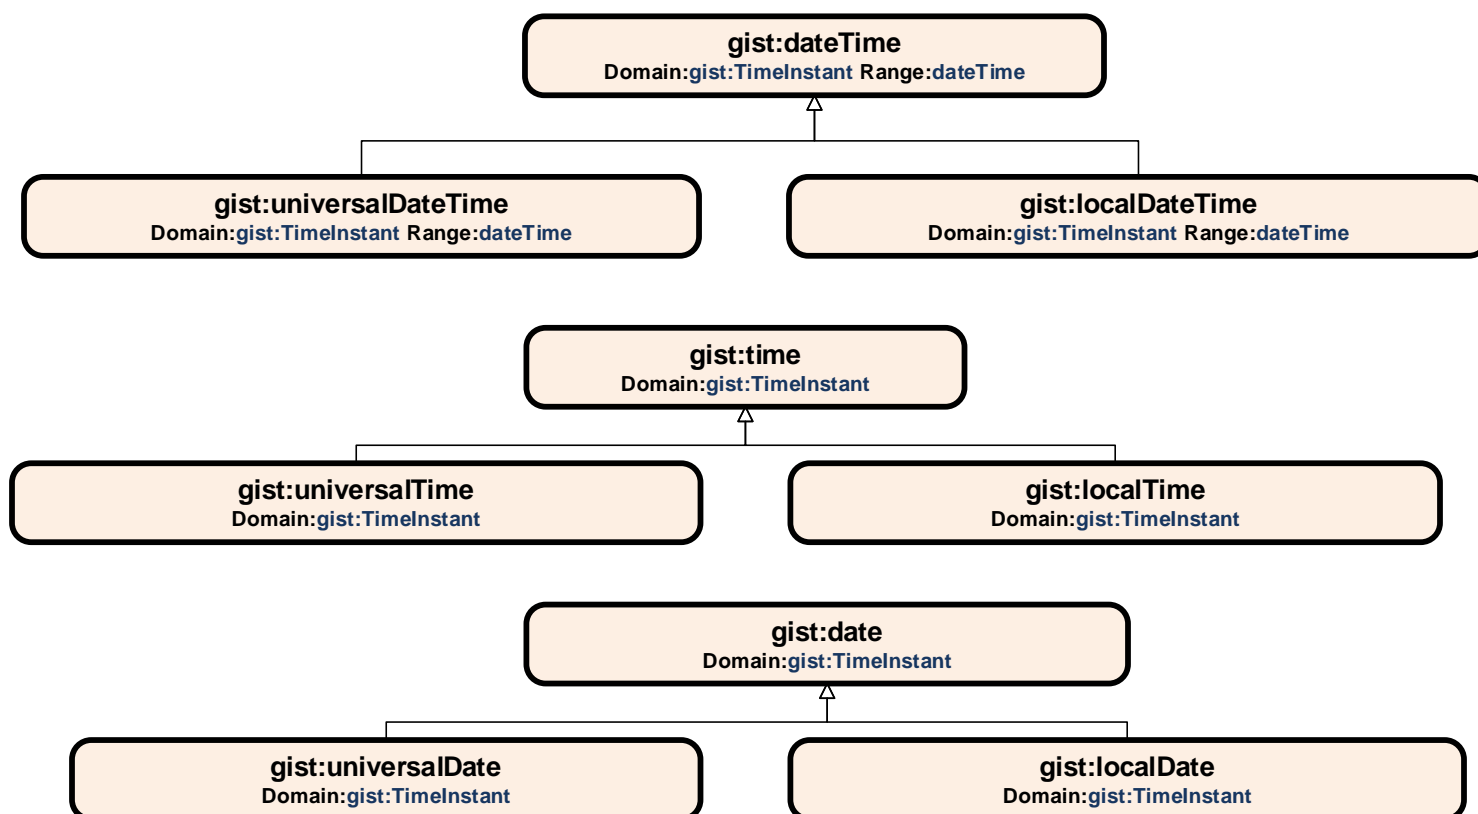 gist:dateTime
Domain:gist:TimeInstant Range:dateTime
gist:universalDateTime
Domain:gist:TimeInstant Range:dateTime
gist:localDateTime
Domain:gist:TimeInstant Range:dateTime
gist:time
Domain:gist:TimeInstant
gist:universalTime
Domain:gist:TimeInstant
gist:localTime
Domain:gist:TimeInstant
gist:date
Domain:gist:TimeInstant
gist:universalDate
Domain:gist:TimeInstant
gist:localDate
Domain:gist:TimeInstant